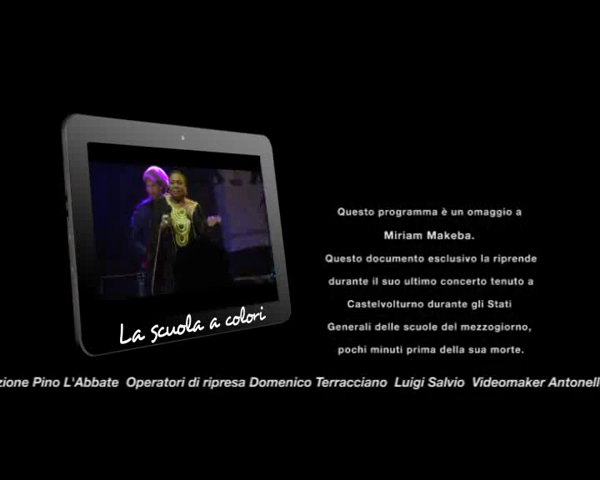 Questo programma è un omaggio a
Miriam Makeba.
Questo documento esclusivo la riprende
durante il suo ultimo concerto tenuto a
Castelvolturno durante gli Stati
Generali delle scuole del mezzogiorno,
pochi minuti prima della sua morte.
La scuola a colori
zione Pino L'Abbate Operatori di ripresa Domenico Terracciano Luigi Salvio Videomaker Antonell